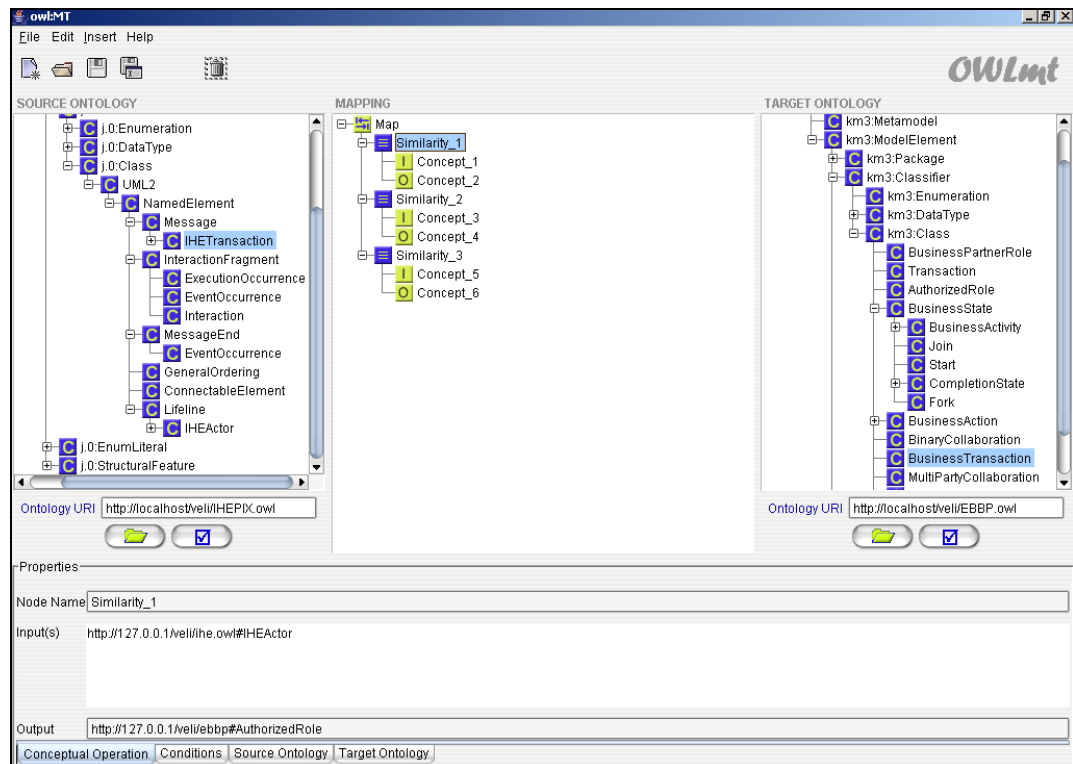 owl:MT
File Edit Insert Help
OWLmt
SOURCE ONTOLOGY
j.0:Enumeration
j.0:DataType
j.0:Class
UML2
NamedElement
Message
IHETransaction
InteractionFragment
ExecutionOccurrence
EventOccurrence
Interaction
MessageEnd
EventOccurrence
GeneralOrdering
ConnectableElement
Lifeline
IHEActor
j.0:EnumLiteral
j.0:StructuralFeature
Ontology URI http://localhost/veli/IHEPIX.owl
MAPPING
Map
Similarity_1
I Concept_1
O Concept_2
Similarity_2
I Concept_3
O Concept_4
Similarity_3
I Concept_5
O Concept_6
TARGET ONTOLOGY
km3:Metamodel
km3:ModelElement
km3:Package
km3:Classifier
km3:Enumeration
km3:DataType
km3:Class
BusinessPartnerRole
Transaction
AuthorizedRole
BusinessState
BusinessActivity
Join
Start
CompletionState
Fork
BusinessAction
BinaryCollaboration
BusinessTransaction
MultiPartyCollaboration
Ontology URI http://localhost/veli/EBBP.owl
Properties
Node Name Similarity_1
Input(s) http://127.0.0.1/veli/ihe.owl#IHEActor
Output http://127.0.0.1/veli/ebbp#AuthorizedRole
Conceptual Operation Conditions Source Ontology Target Ontology